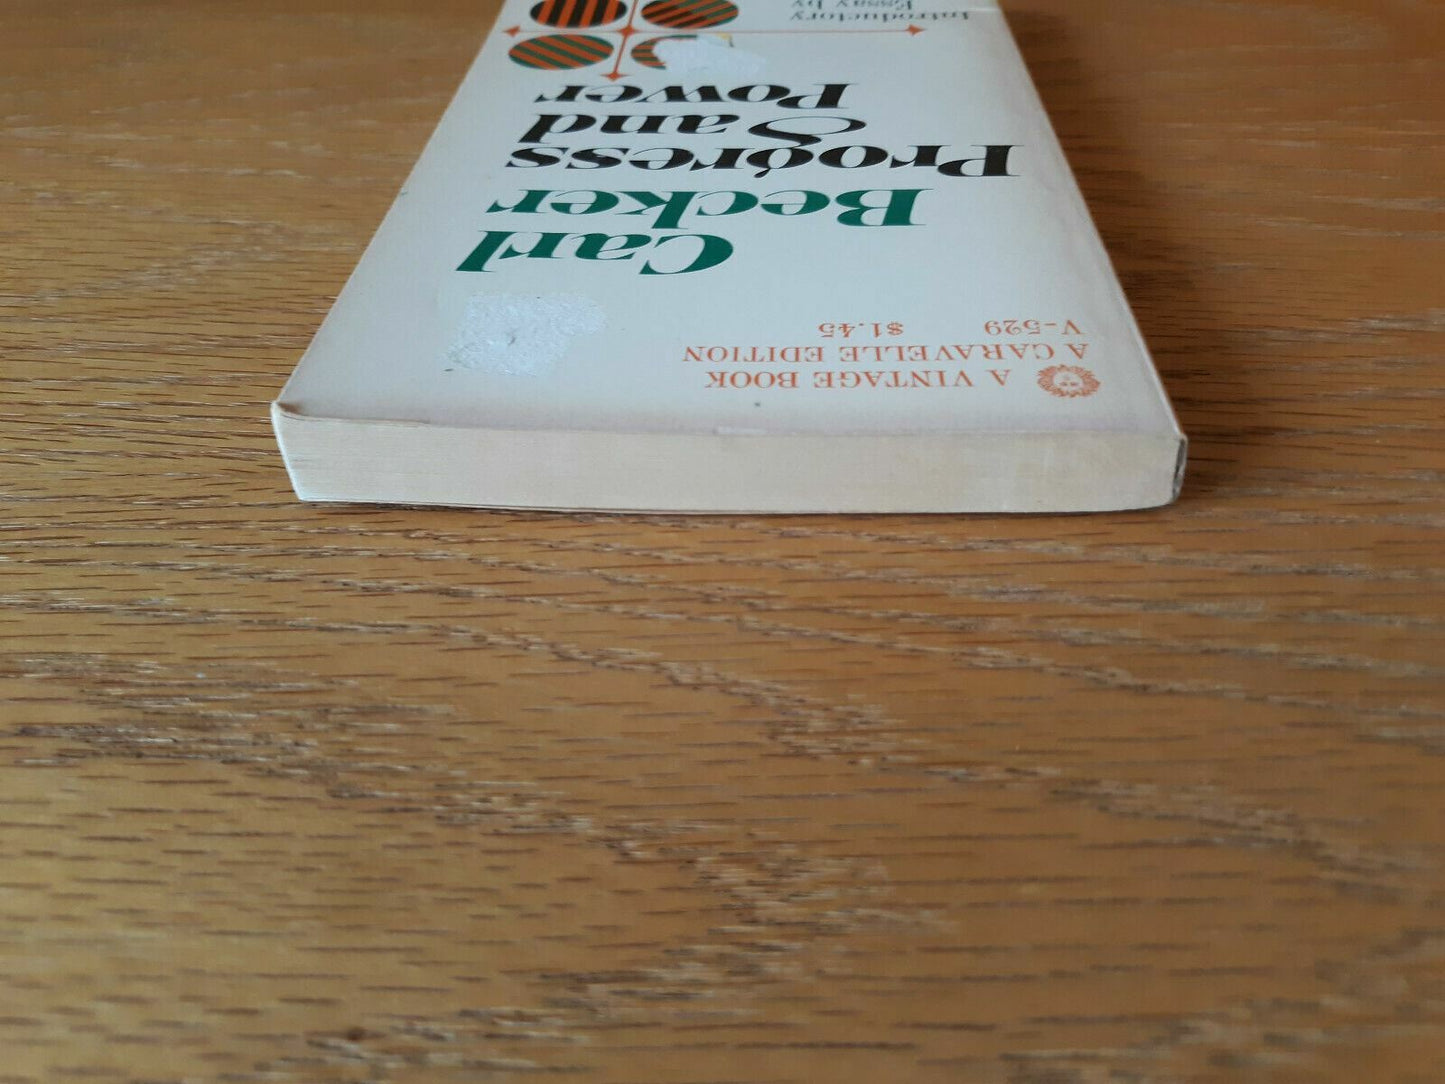 A VINTAGE BOOK
A CARAVELLE EDITION
V-529 $1.45
Carl
Becker
Progress
and
Power
Introductory
Essay by